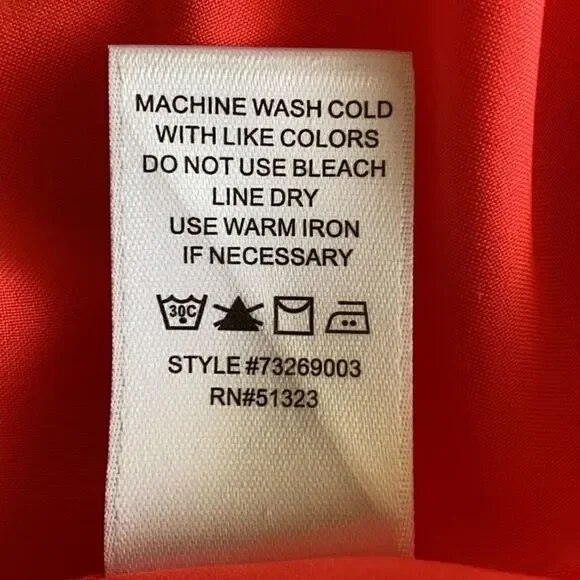 MACHINE WASH COLD
WITH LIKE COLORS
DO NOT USE BLEACH
LINE DRY
USE WARM IRON
IF NECESSARY
30C
STYLE #73269003
RN#51323